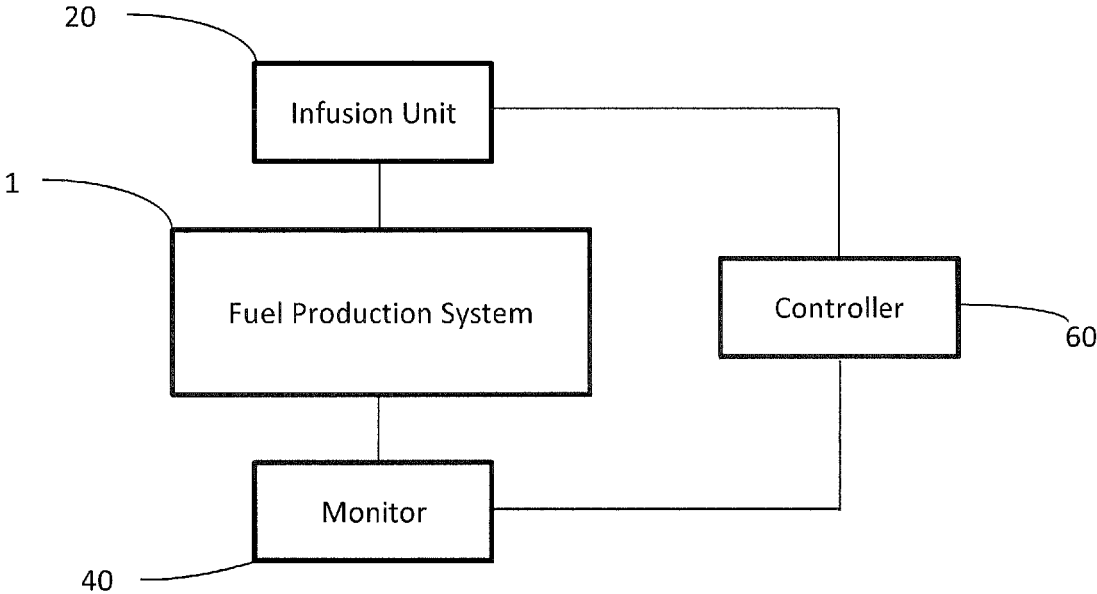 20
Infusion Unit
1
Fuel Production System
Controller
60
Monitor
40